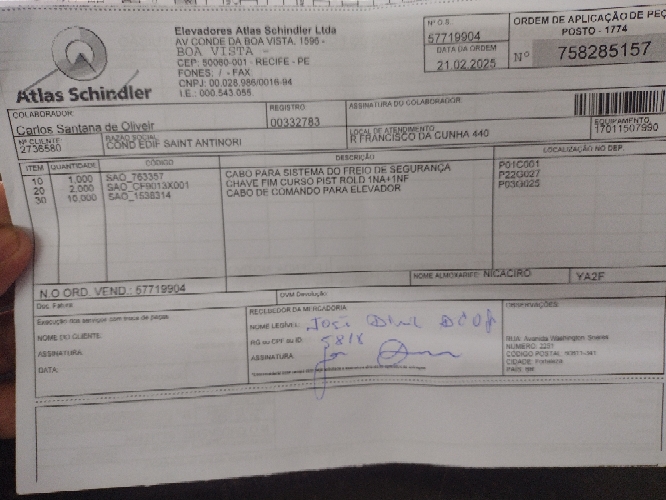 Elevadores Atlas Schindler Ltda
AV CONDE DA BOA VISTA, 1596 -
BOA VISTA -
CEP: 50060-001 - RECIFE - PE
FONES: / - FAX
CNPJ: 00.028.986/0016-94
I.E.: 000.543.056.
Atlas Schindler
Nº O.S.
57719904
DATA DA ORDEM
21.02.2025
ORDEM DE APLICAÇÃO DE PEÇ
POSTO - 1774
Nº 758285157
COLABORADOR:
Carlos Santana de Oliveir
REGISTRO
00332783
ASSINATURA DO COLABORADOR:
Nº CLIENTE:
2736580
RAZÃO SOCIAL
COND EDIF SAINT ANTINORI
LOCAL DE ATENDIMENTO
R FRANCISCO DA CUNHA 440
EQUIPAMENTO
ITEM QUANTIDADE CÓDIGO DESCRIÇÃO LOCALIZAÇÃO NO DEP.
10 1,000 SAO_763357 CABO PARA SISTEMA DO FREIO DE SEGURANÇA P01C001
20 2,000 SAO_CF9013X001 CHAVE FIM CURSO PIST ROLD 1NA+1NF P22G027
30 10,000 SAO_1538314 CABO DE COMANDO PARA ELEVADOR P03G025
NOME ALMOXARIFE: NICACIRO YA2F
N.O ORD. VEND.: 57719904
Doc. Fatura:
OVM Devolução:
Execução dos serviços com troca de peças.
NOME DO CLIENTE:
ASSINATURA:
DATA:
RECEBEDOR DA MERCADORIA
NOME LEGÍVEL: José
RG ou CPF ou ID:
ASSINATURA
OBSERVAÇÕES:
RUA: Avenida Washington Soares
CÓDIGO POSTAL:
CIDADE: Fortaleza
PAÍS: BR